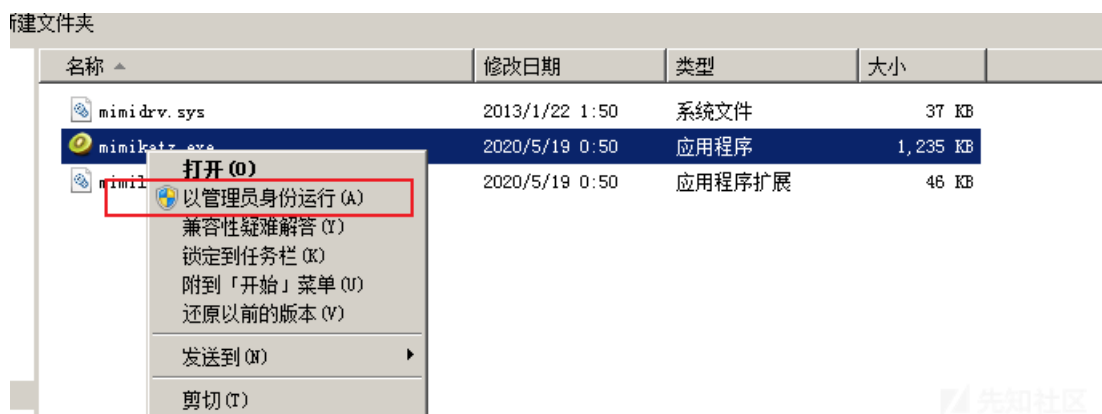 新建文件夹
名称 修改日期 类型 大小
mimidrv.sys 2013/1/22 1:50 系统文件 37 KB
mimikatz.exe 2020/5/19 0:50 应用程序 1,235 KB
mimil 2020/5/19 0:50 应用程序扩展 46 KB
打开(O)
以管理员身份运行(A)
兼容性疑难解答(Y)
锁定到任务栏(K)
附到「开始」菜单(U)
还原以前的版本(V)
发送到(N)
剪切(T)
先知社区